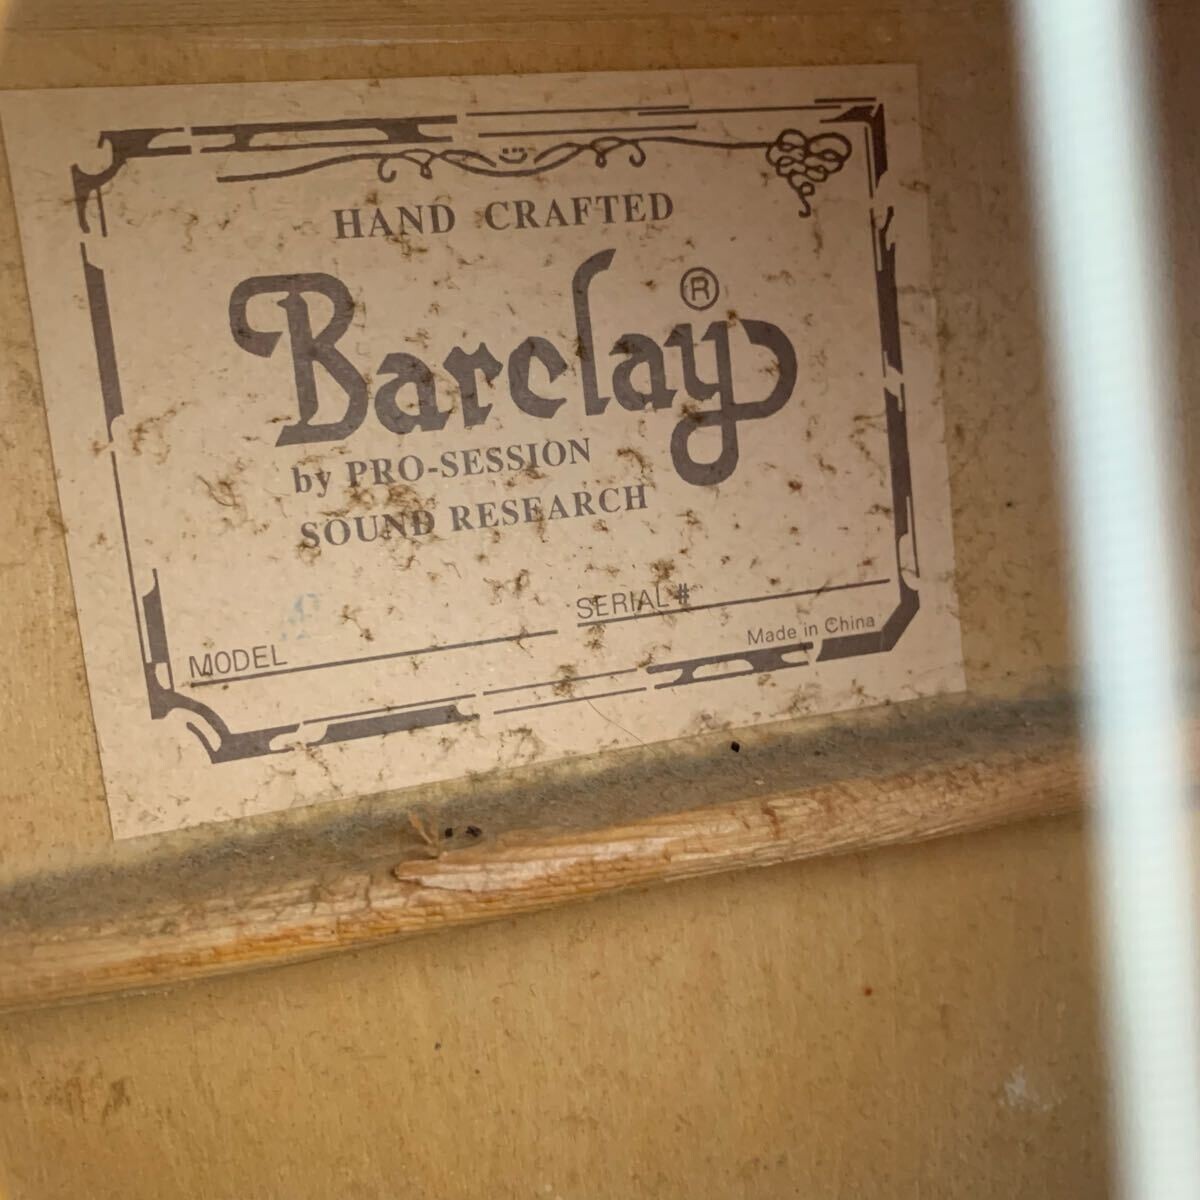 HAND CRAFTED
Barclay®
by PRO-SESSION
SOUND RESEARCH
MODEL SERIAL #
Made in China